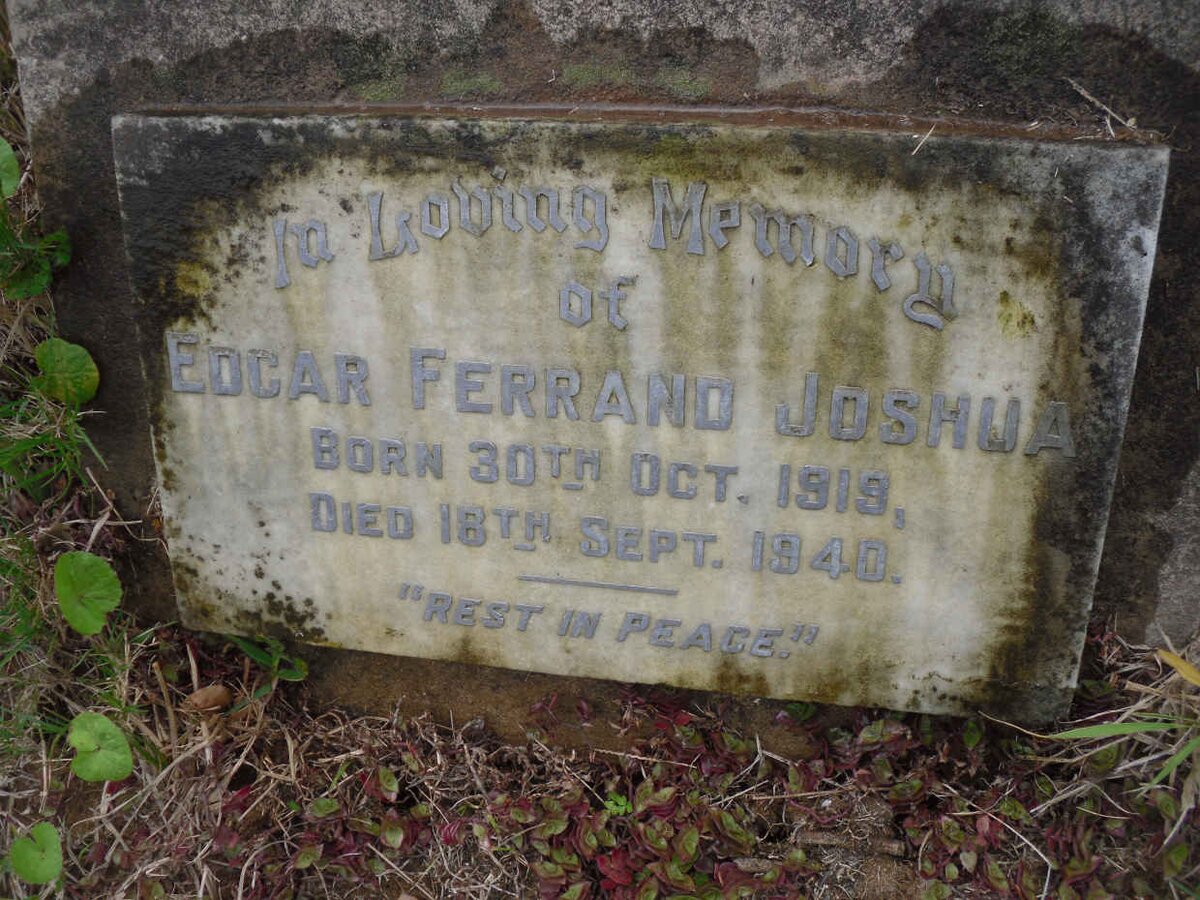 In Loving Memory
of
EDGAR FERRAND JOSHUA
BORN 30TH OCT. 1919,
DIED 18TH SEPT. 1940.
"REST IN PEACE."